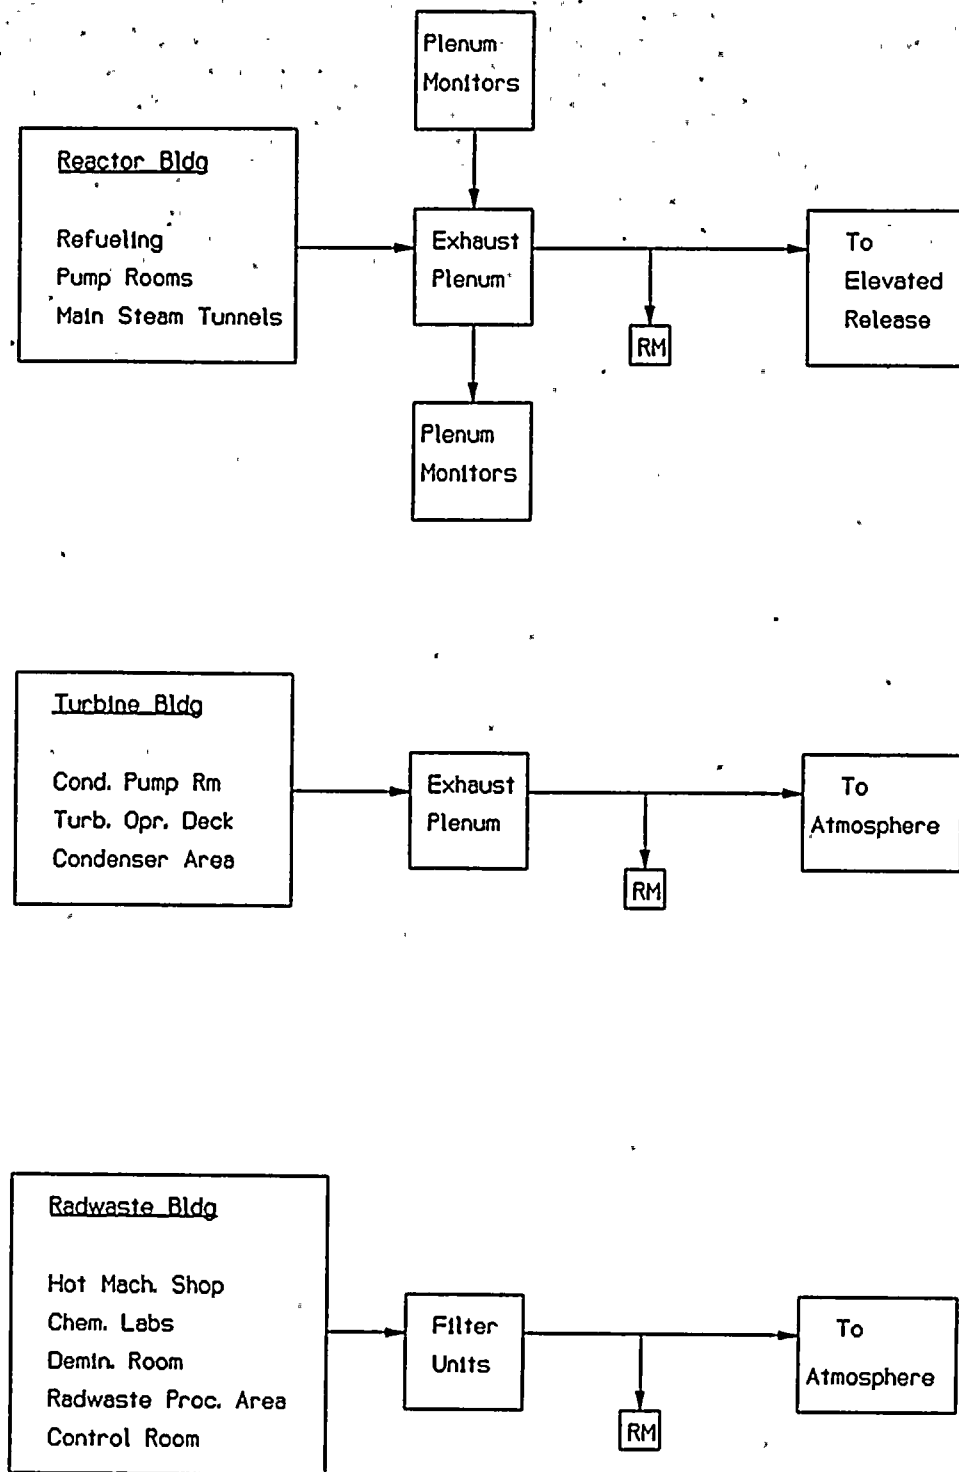 Plenum
Monitors
Reactor Bldg
Refueling
Pump Rooms
Main Steam Tunnels
Exhaust
Plenum
RM
To
Elevated
Release
Plenum
Monitors
Turbine Bldg
Cond. Pump Rm
Turb. Opr. Deck
Condenser Area
Exhaust
Plenum
RM
To
Atmosphere
Radwaste Bldg
Hot Mach. Shop
Chem. Labs
Demin. Room
Radwaste Proc. Area
Control Room
Filter
Units
RM
To
Atmosphere